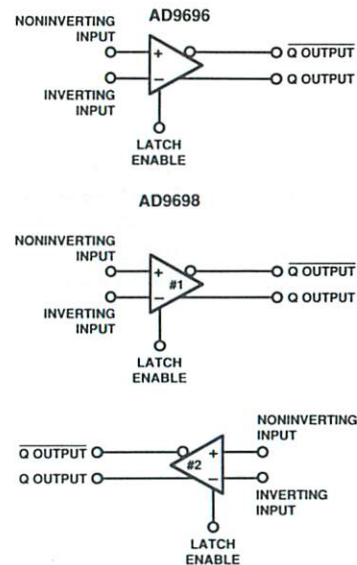 AD9696
NONINVERTING
INPUT
+
−
Q OUTPUT
Q OUTPUT
INVERTING
INPUT
LATCH
ENABLE
AD9698
NONINVERTING
INPUT
+
−
#1
Q OUTPUT
Q OUTPUT
INVERTING
INPUT
LATCH
ENABLE
NONINVERTING
INPUT
Q OUTPUT
Q OUTPUT
#2
+
−
INVERTING
INPUT
LATCH
ENABLE